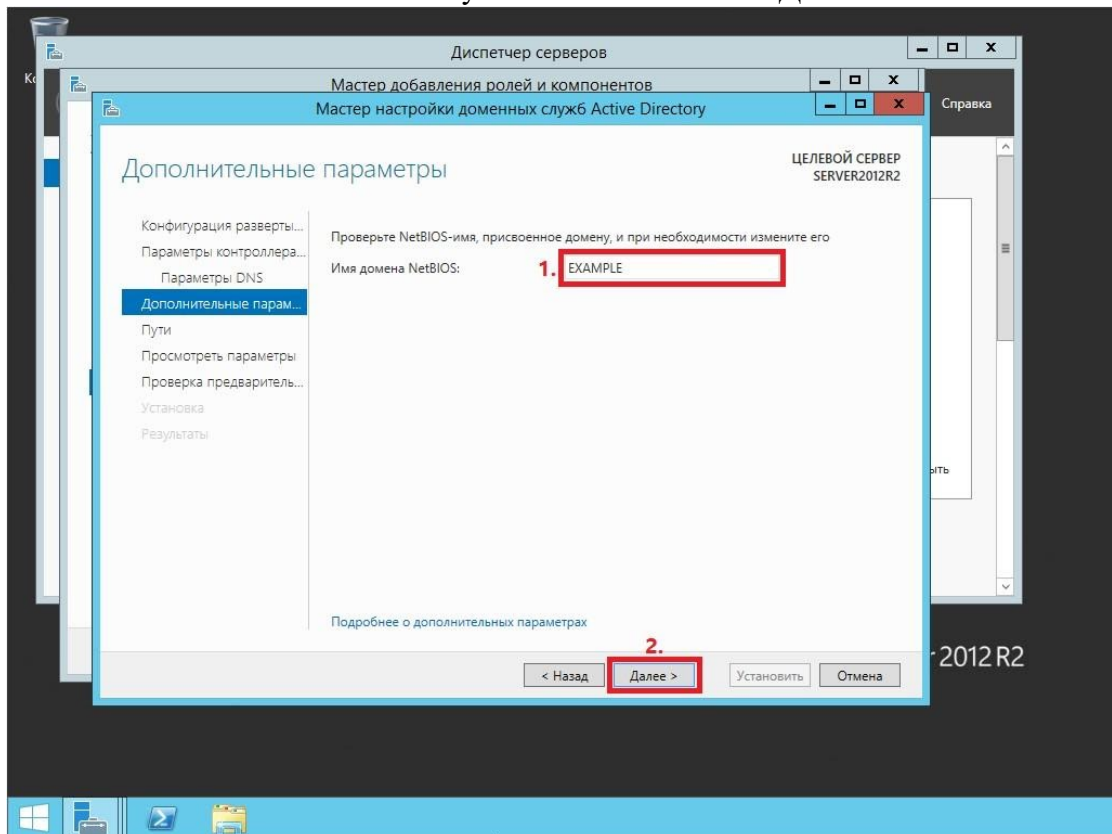 Диспетчер серверов
Мастер добавления ролей и компонентов
Мастер настройки доменных служб Active Directory
Справка
Дополнительные параметры
ЦЕЛЕВОЙ СЕРВЕР
SERVER2012R2
Конфигурация разверты...
Параметры контроллера...
Параметры DNS
Дополнительные парам...
Пути
Просмотреть параметры
Проверка предваритель...
Установка
Результаты
Проверьте NetBIOS-имя, присвоенное домену, и при необходимости измените его
Имя домена NetBIOS:
1. EXAMPLE
Подробнее о дополнительных параметрах
2.
< Назад
Далее >
Установить
Отмена
ыть
2012 R2